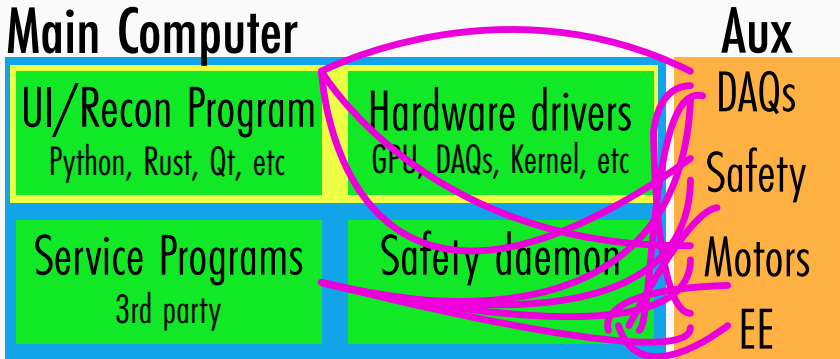 Main Computer
Aux
UI/Recon Program
Python, Rust, Qt, etc
Hardware drivers
GPU, DAQs, Kernel, etc
DAQs
Safety
Service Programs
3rd party
Safety daemon
Motors
EE